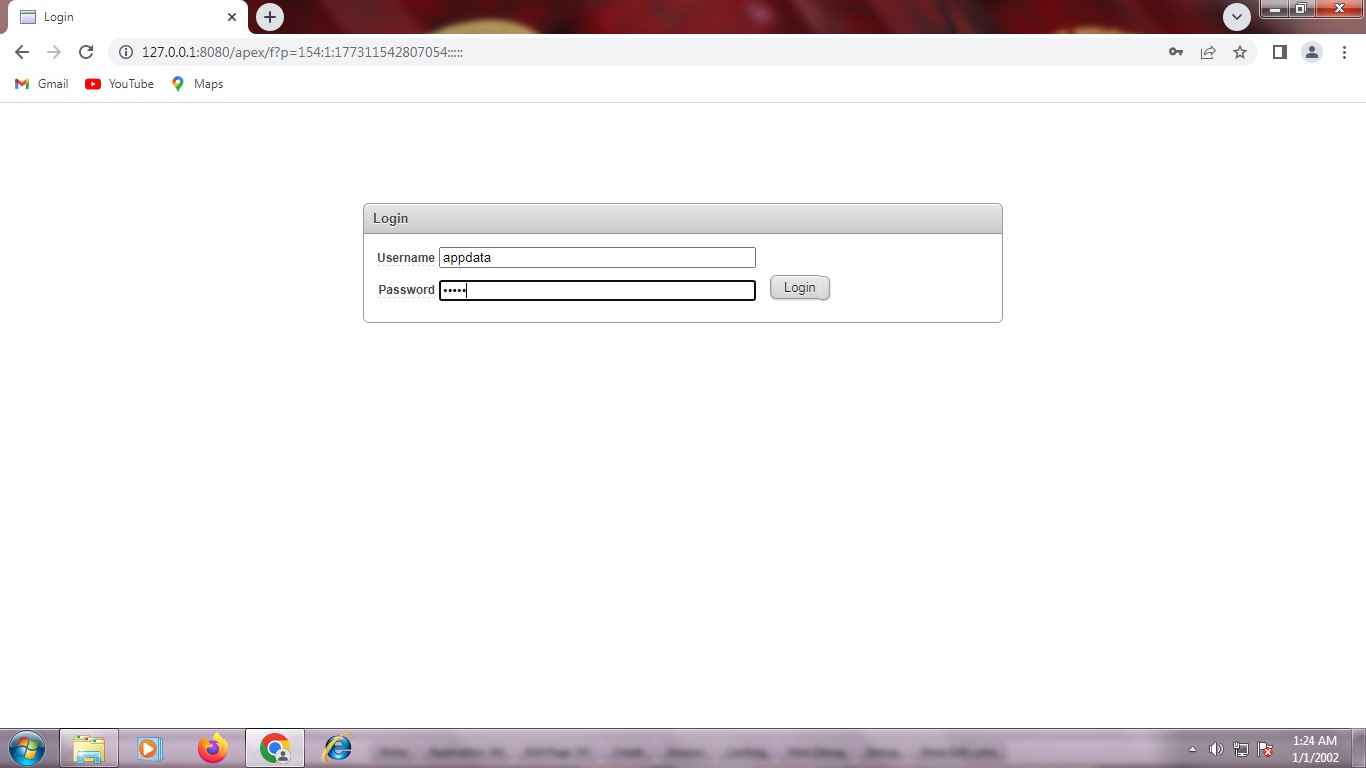 Login
127.0.0.1:8080/apex/f?p=154:1:177311542807054:::::
Gmail YouTube Maps
Login
Username appdata
Password •••••
Login
1:24 AM
1/1/2002